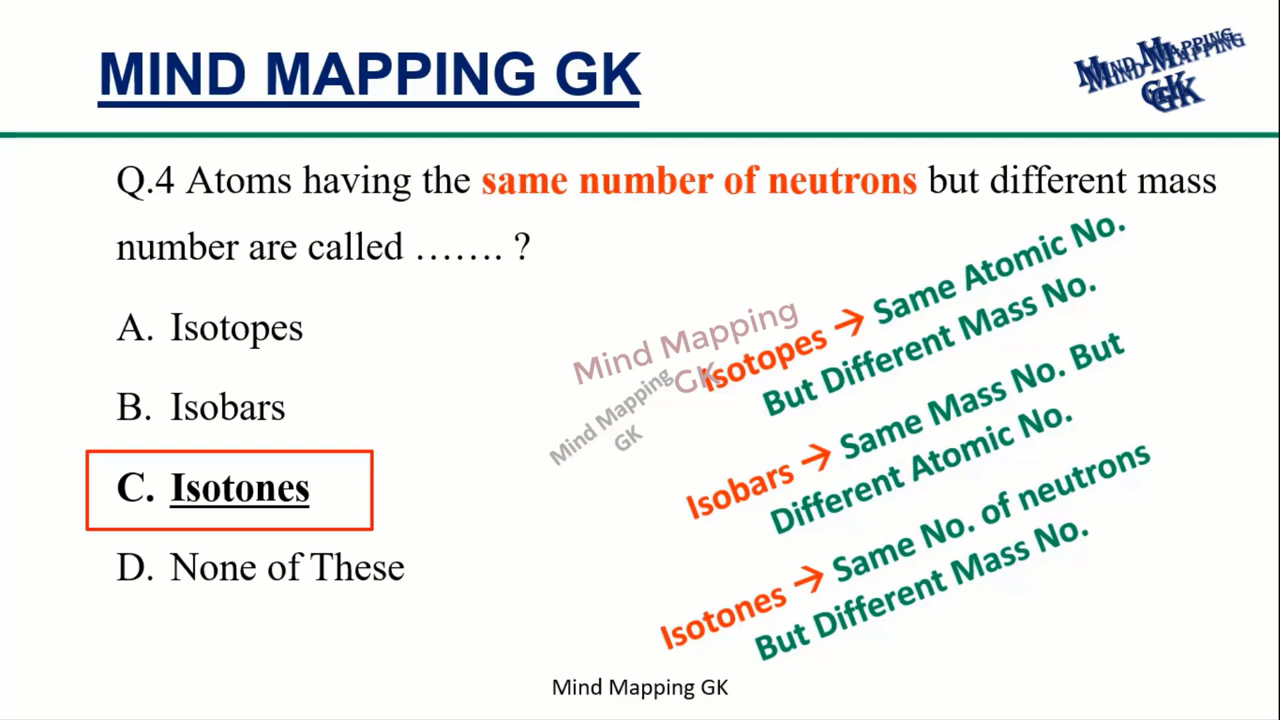 MIND MAPPING GK
MIND MAPPING
GK
Q.4 Atoms having the same number of neutrons but different mass
number are called ……. ?
A. Isotopes
B. Isobars
C. Isotones
D. None of These
Mind Mapping
GK
Mind Mapping
GK
Isotopes → Same Atomic No.
But Different Mass No.
Isobars → Same Mass No. But
Different Atomic No.
Isotones → Same No. of neutrons
But Different Mass No.
Mind Mapping GK